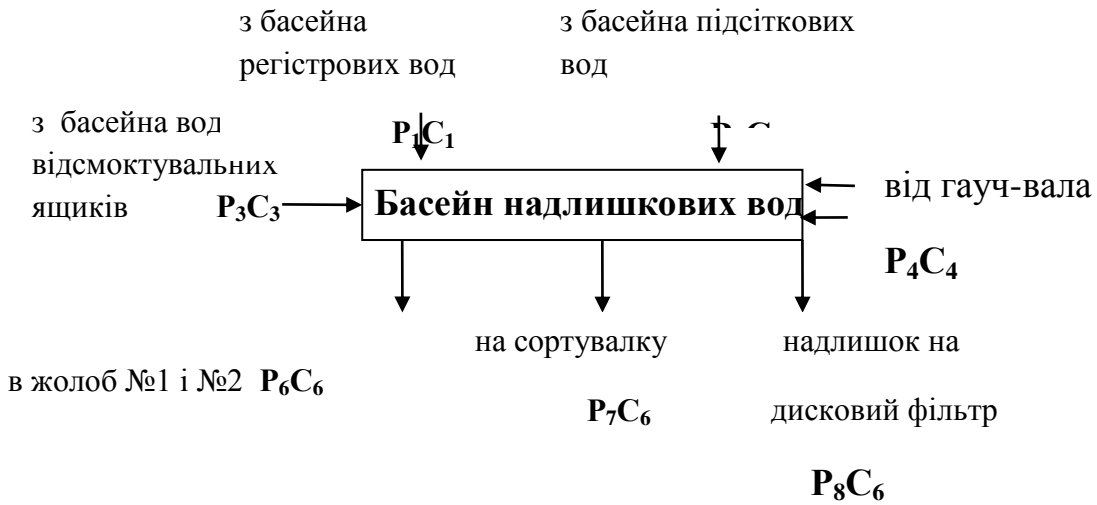 з басейна
регістрових вод
з басейна підсіткових
вод
з басейна вод
відсмоктувальних
ящиків P₃C₃
P₁C₁
Басейн надлишкових вод
від гауч-вала
P₄C₄
на сортувалку
надлишок на
в жолоб №1 і №2 P₆C₆
P₇C₆
дисковий фільтр
P₈C₆